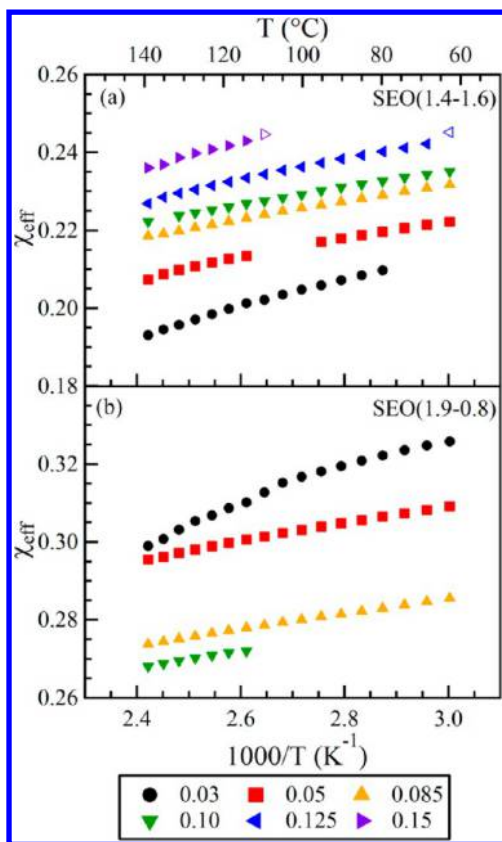 T (°C)
140 120 100 80 60
0.26
(a) SEO(1.4-1.6)
0.24
χeff
0.22
0.20
0.18
(b) SEO(1.9-0.8)
0.32
χeff
0.30
0.28
0.26
2.4 2.6 2.8 3.0
1000/T (K⁻¹)
0.03 0.05 0.085
0.10 0.125 0.15